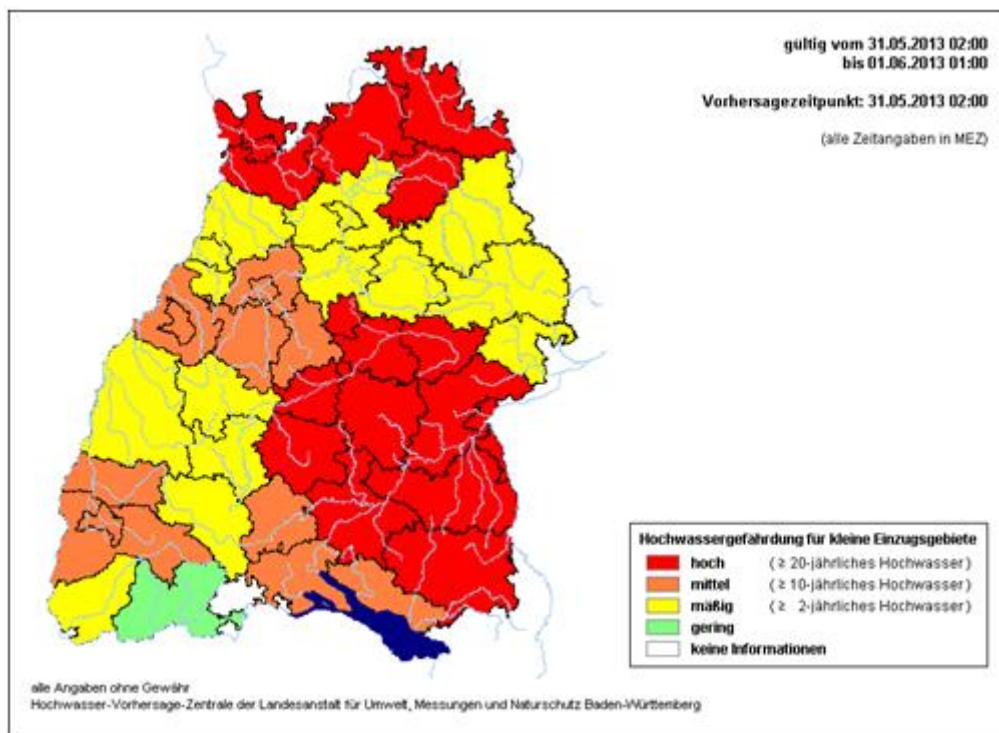 gültig vom 31.05.2013 02:00
bis 01.06.2013 01:00
Vorhersagezeitpunkt: 31.05.2013 02:00
(alle Zeitangaben in MEZ)
Hochwassergefährdung für kleine Einzugsgebiete
hoch (≥ 20-jährliches Hochwasser)
mittel (≥ 10-jährliches Hochwasser)
mäßig (≥ 2-jährliches Hochwasser)
gering
keine Informationen
alle Angaben ohne Gewähr
Hochwasser-Vorhersage-Zentrale der Landesanstalt für Umwelt, Messungen und Naturschutz Baden-Württemberg